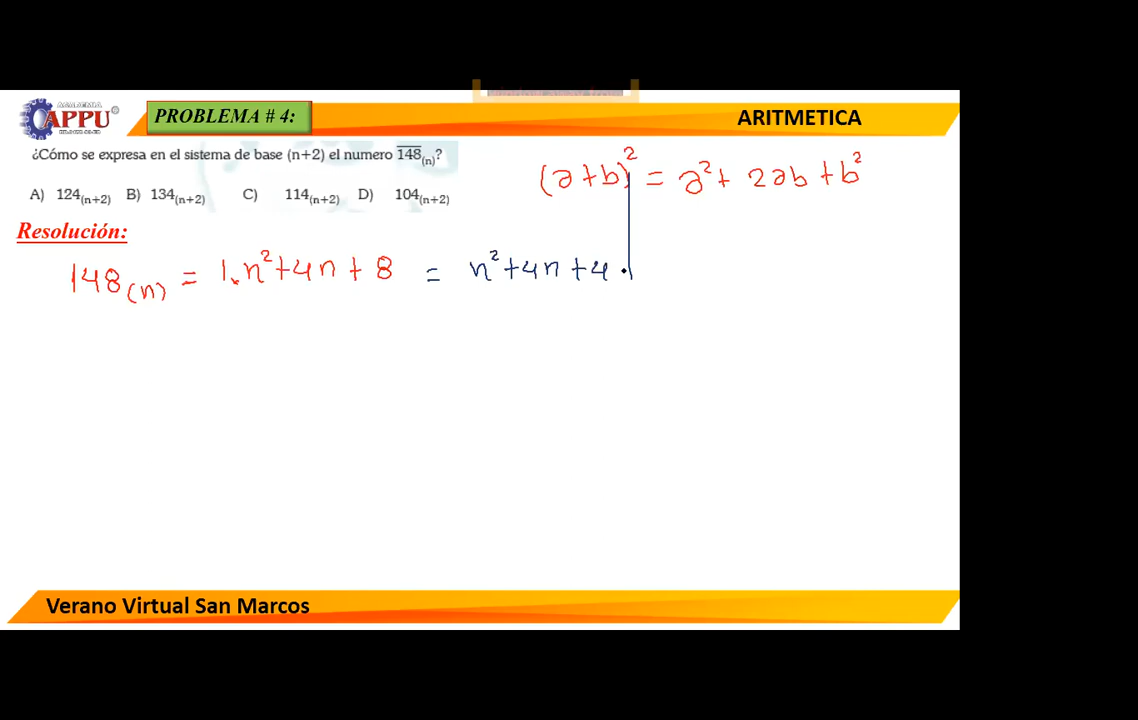 ACADEMIA
APPU
PROBLEMA # 4:
ARITMETICA
¿Cómo se expresa en el sistema de base (n+2) el numero 148(n)?
A) 124(n+2) B) 134(n+2) C) 114(n+2) D) 104(n+2)
(a+b)² = a² + 2ab + b²
Resolución:
148(n) = 1.n² + 4n + 8 = n² + 4n + 4
Verano Virtual San Marcos